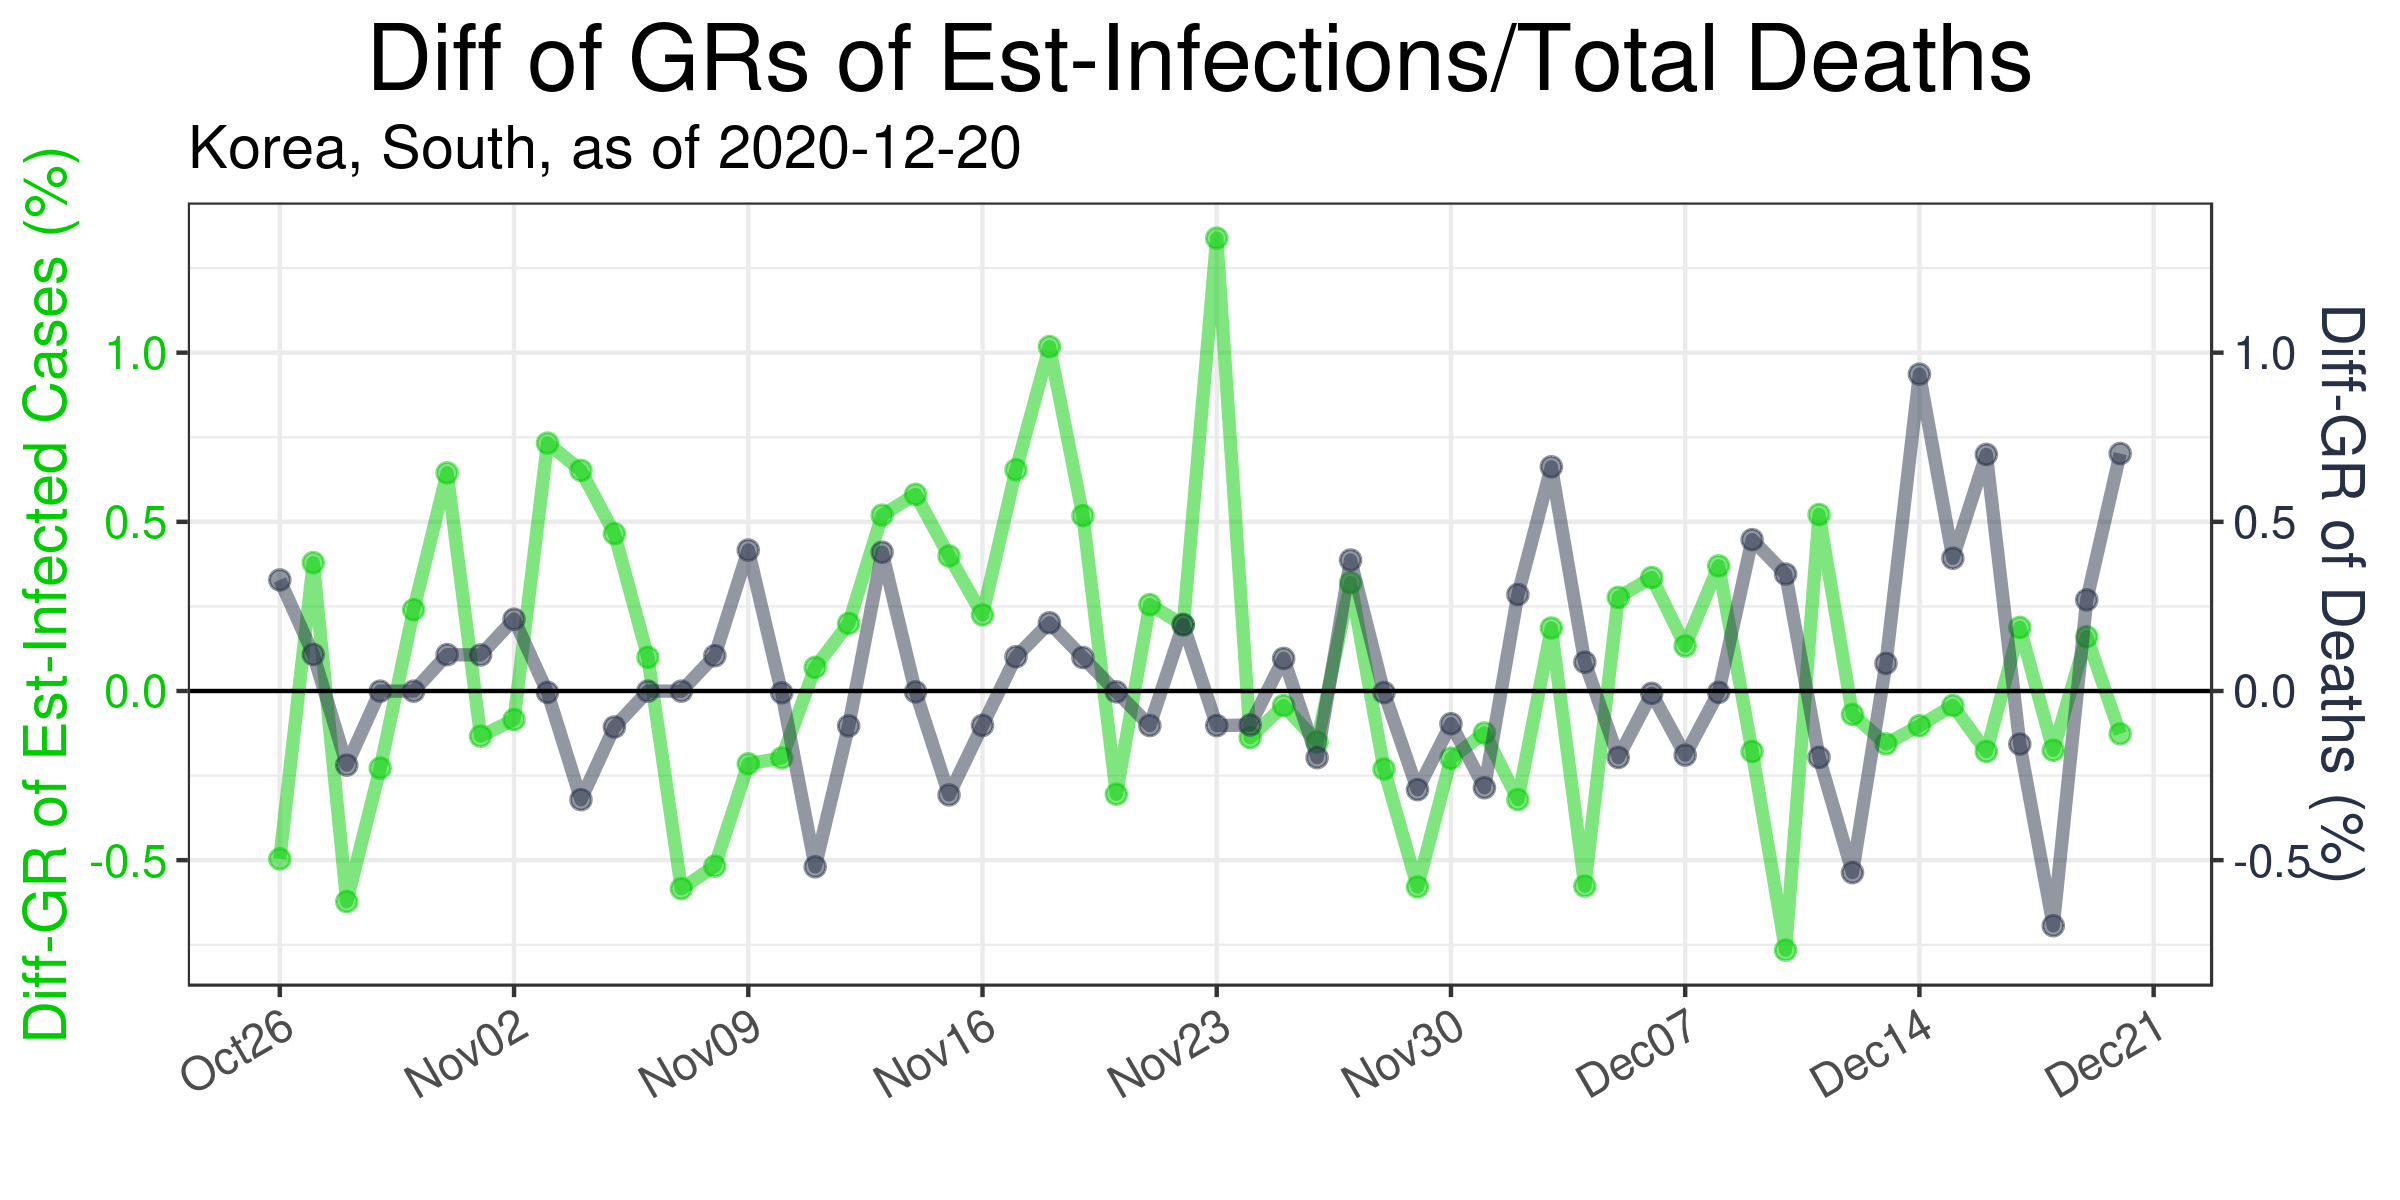 Diff of GRs of Est-Infections/Total Deaths
Korea, South, as of 2020-12-20
Diff-GR of Est-Infected Cases (%)
1.0
0.5
0.0
-0.5
1.0
0.5
0.0
-0.5
Diff-GR of Deaths (%)
Oct26
Nov02
Nov09
Nov16
Nov23
Nov30
Dec07
Dec14
Dec21